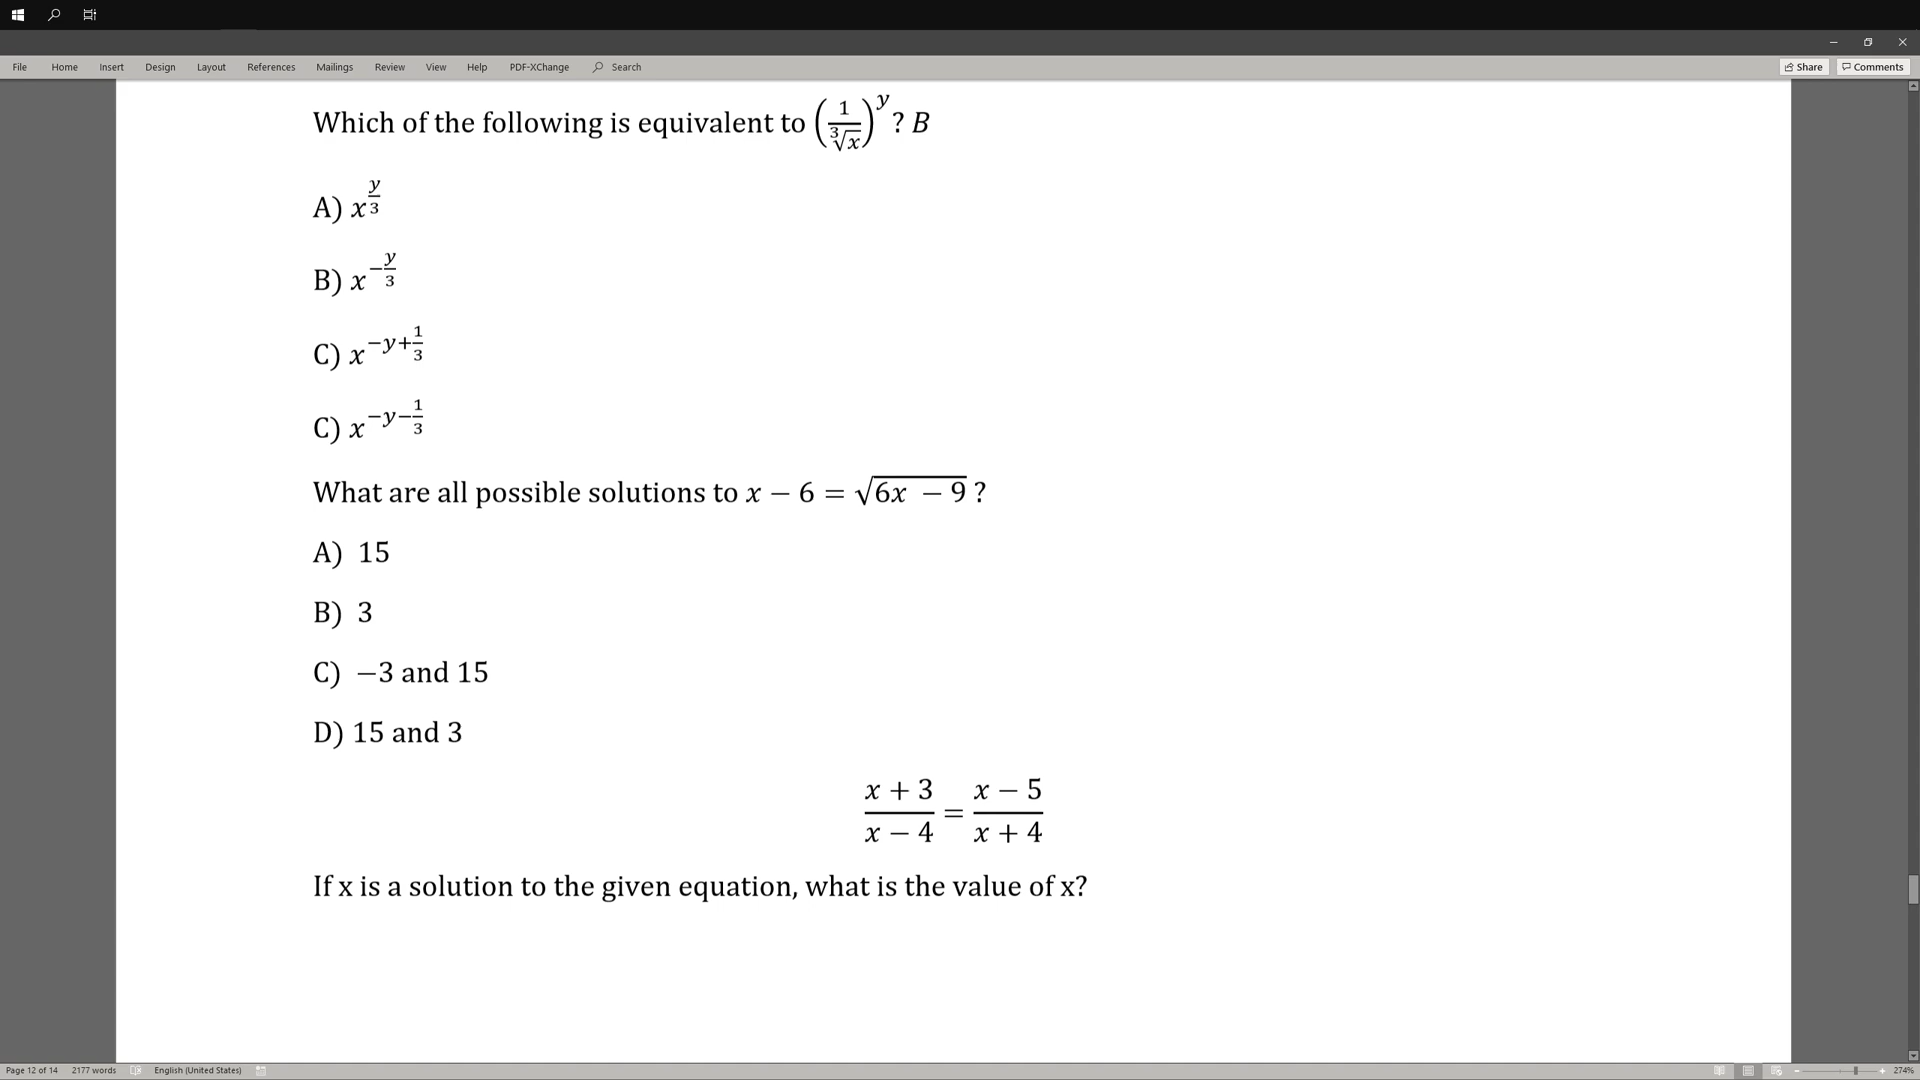 File Home Insert Design Layout References Mailings Review View Help PDF-XChange Search Share Comments
Which of the following is equivalent to (1/∛x)^y ? B
A) x^(y/3)
B) x^(−y/3)
C) x^(−y+1/3)
C) x^(−y−1/3)
What are all possible solutions to x − 6 = √(6x − 9) ?
A) 15
B) 3
C) −3 and 15
D) 15 and 3
(x + 3)/(x − 4) = (x − 5)/(x + 4)
If x is a solution to the given equation, what is the value of x?
Page 12 of 14 2177 words English (United States) 274%